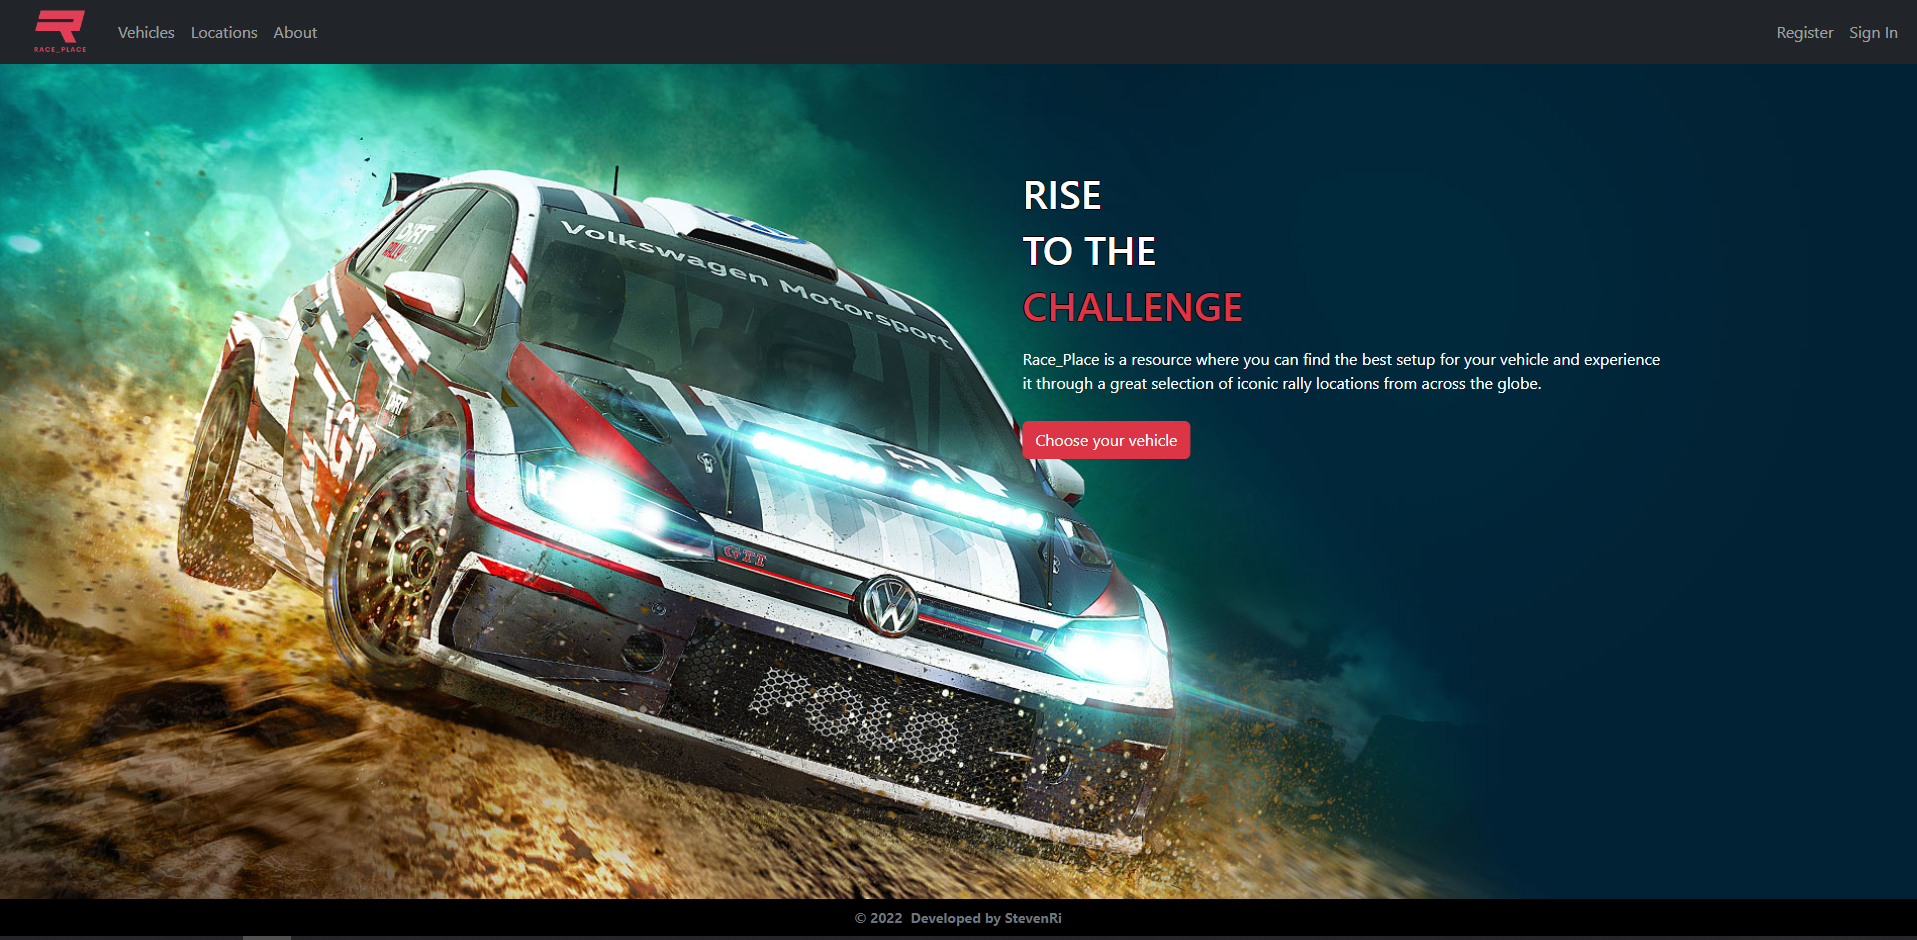 RACE_PLACE
Vehicles Locations About
Register Sign In
Volkswagen Motorsport
DIRT
RISE
TO THE
CHALLENGE
Race_Place is a resource where you can find the best setup for your vehicle and experience
it through a great selection of iconic rally locations from across the globe.
Choose your vehicle
GTI
POLO
© 2022 Developed by StevenRi